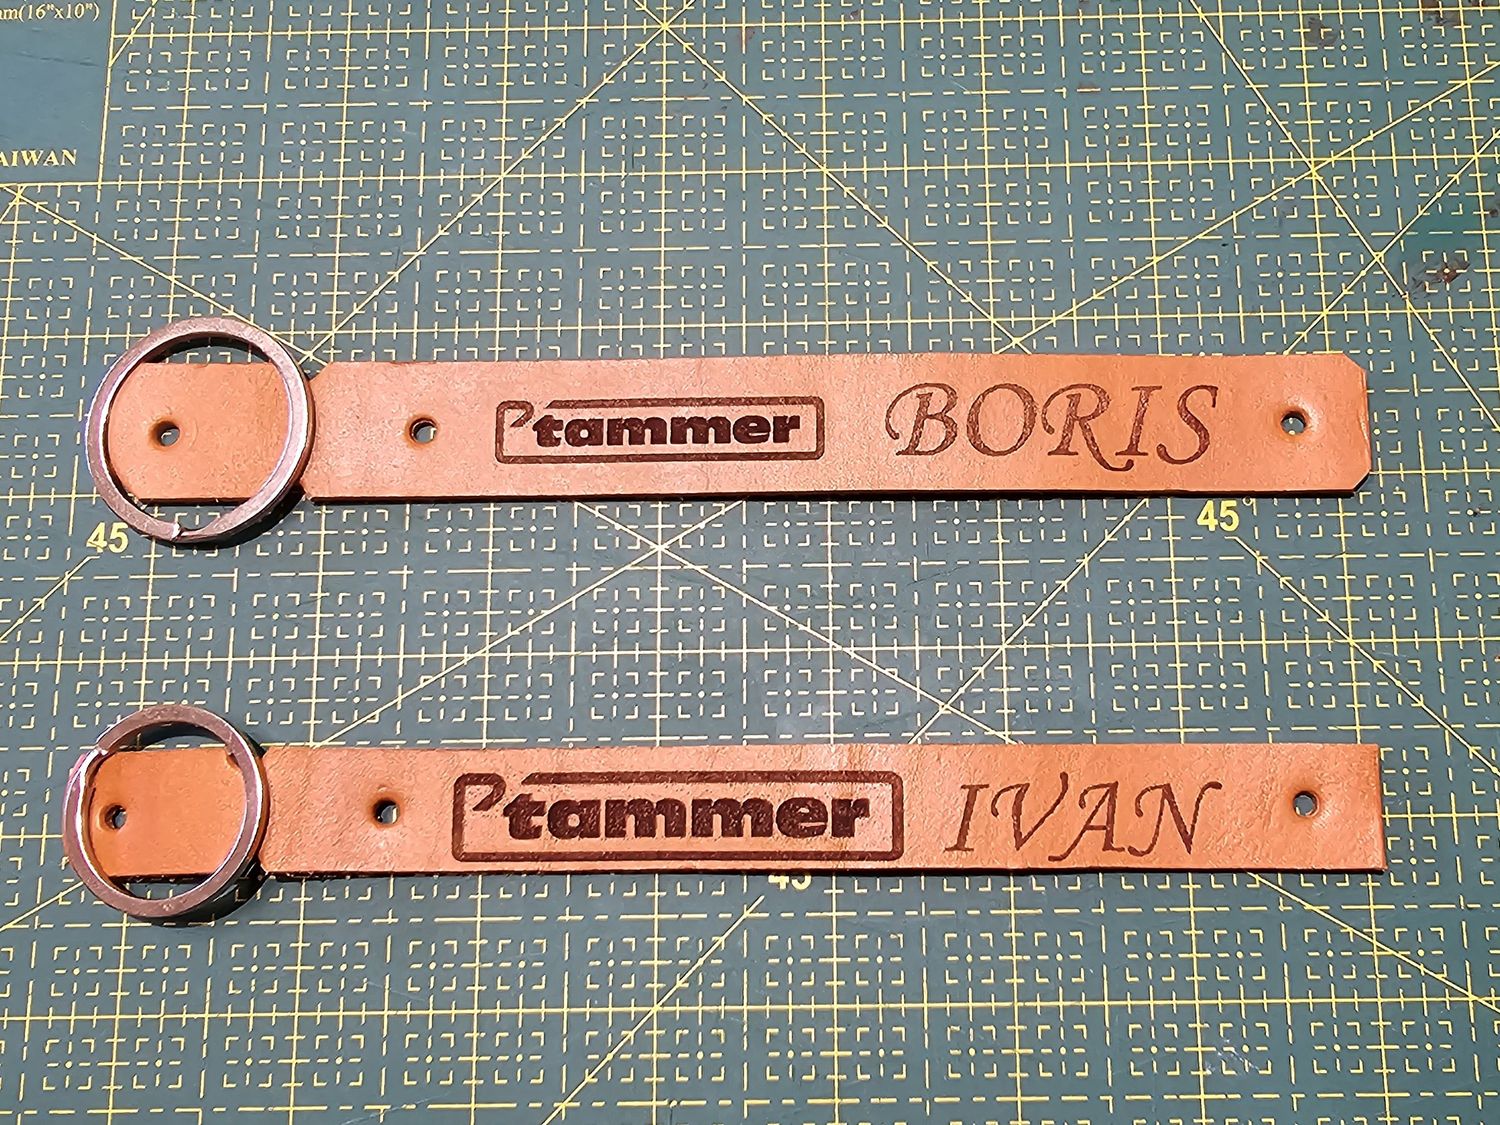 (16"x10")
AIWAN
tammer BORIS
45
45°
tammer IVAN
45